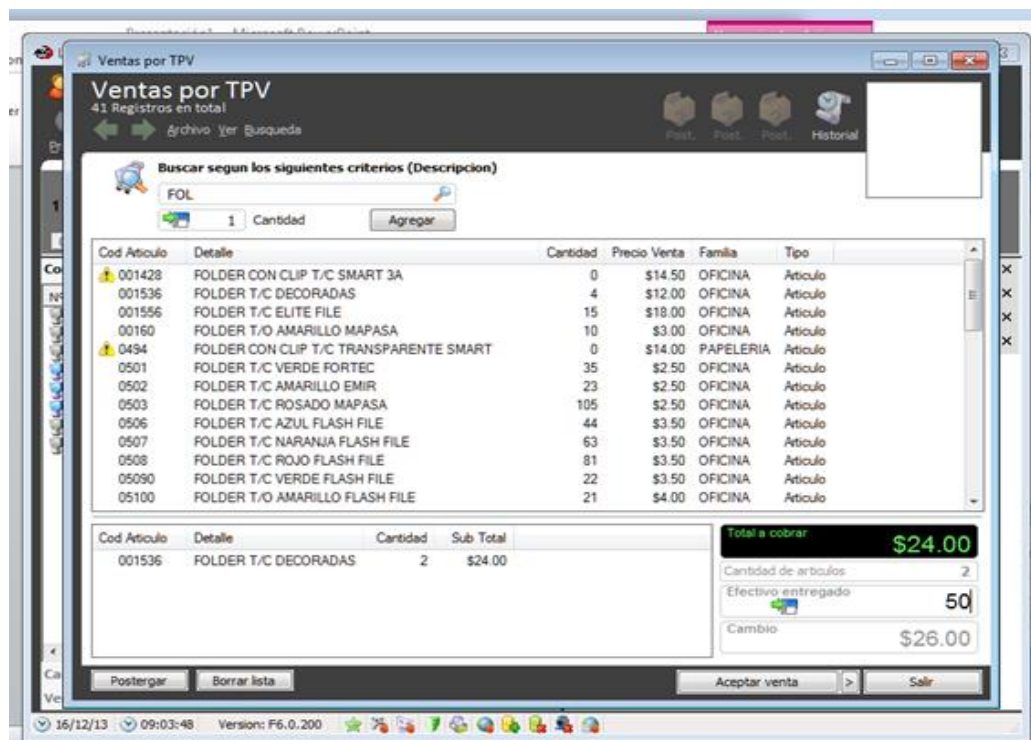 Ventas por TPV
Ventas por TPV
41 Registros en total
Archivo Ver Busqueda
Post. Post. Post. Historial
Buscar segun los siguientes criterios (Descripcion)
FOL
1 Cantidad Agregar
Cod Articulo Detalle Cantidad Precio Venta Familia Tipo
001428 FOLDER CON CLIP T/C SMART 3A 0 $14.50 OFICINA Articulo
001536 FOLDER T/C DECORADAS 4 $12.00 OFICINA Articulo
001556 FOLDER T/C ELITE FILE 15 $18.00 OFICINA Articulo
00160 FOLDER T/O AMARILLO MAPASA 10 $3.00 OFICINA Articulo
0494 FOLDER CON CLIP T/C TRANSPARENTE SMART 0 $14.00 PAPELERIA Articulo
0501 FOLDER T/C VERDE FORTEC 35 $2.50 OFICINA Articulo
0502 FOLDER T/C AMARILLO EMIR 23 $2.50 OFICINA Articulo
0503 FOLDER T/C ROSADO MAPASA 105 $2.50 OFICINA Articulo
0506 FOLDER T/C AZUL FLASH FILE 44 $3.50 OFICINA Articulo
0507 FOLDER T/C NARANJA FLASH FILE 63 $3.50 OFICINA Articulo
0508 FOLDER T/C ROJO FLASH FILE 81 $3.50 OFICINA Articulo
05090 FOLDER T/C VERDE FLASH FILE 22 $3.50 OFICINA Articulo
05100 FOLDER T/O AMARILLO FLASH FILE 21 $4.00 OFICINA Articulo
Cod Articulo Detalle Cantidad Sub Total
001536 FOLDER T/C DECORADAS 2 $24.00
Total a cobrar $24.00
Cantidad de articulos 2
Efectivo entregado 50
Cambio $26.00
Postergar Borrar lista Aceptar venta > Salir
16/12/13 09:03:48 Version: F6.0.200